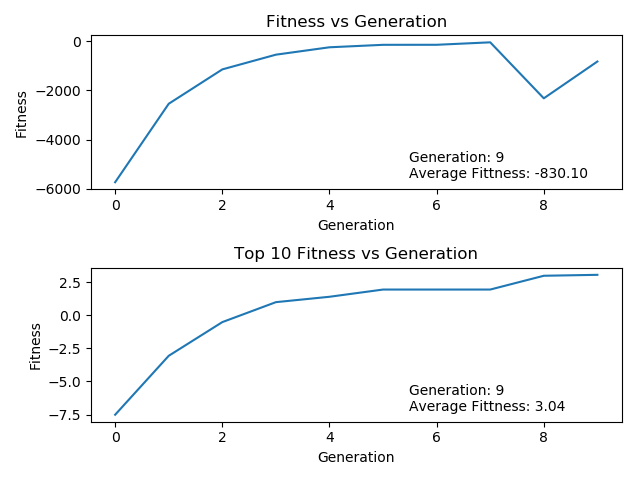 Fitness vs Generation
0
−2000
−4000
−6000
Fitness
Generation: 9
Average Fittness: -830.10
0 2 4 6 8
Generation
Top 10 Fitness vs Generation
2.5
0.0
−2.5
−5.0
−7.5
Fitness
Generation: 9
Average Fittness: 3.04
0 2 4 6 8
Generation